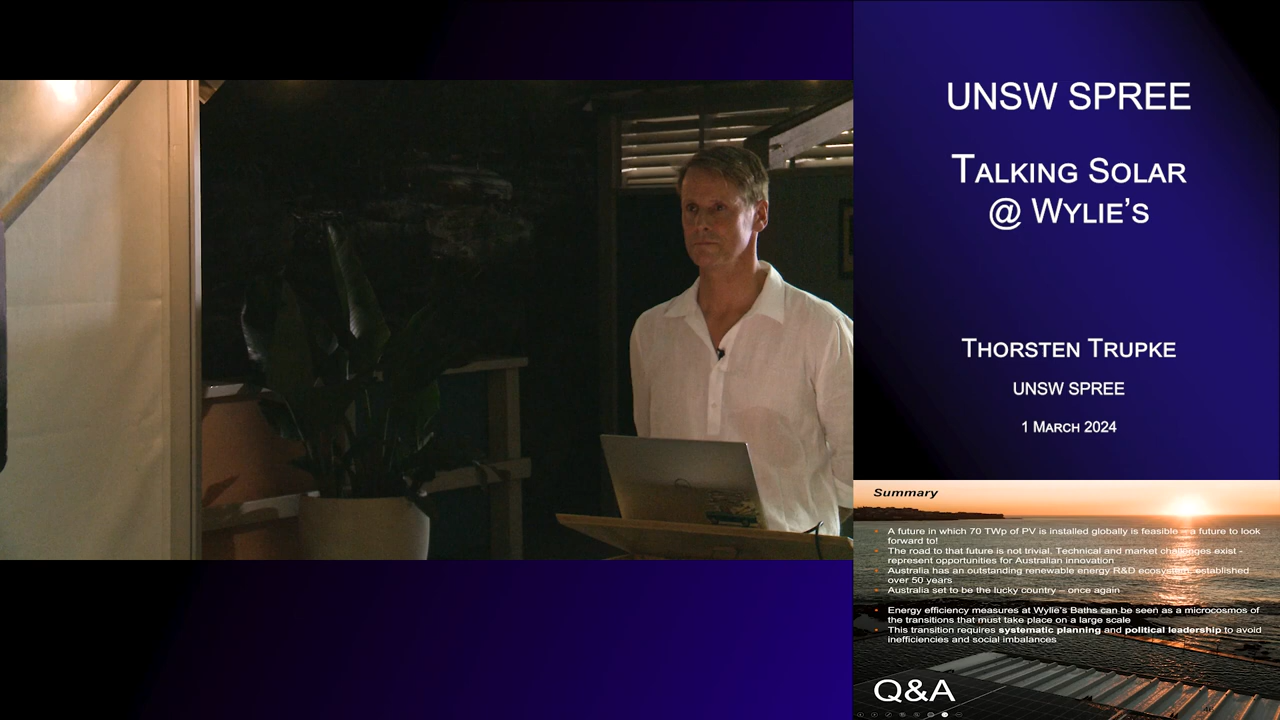 UNSW SPREE
TALKING SOLAR
@ WYLIE'S
THORSTEN TRUPKE
UNSW SPREE
1 MARCH 2024
Summary
A future in which 70 TWp of PV is installed globally is feasible – a future to look
forward to!
The road to that future is not trivial. Technical and market challenges exist -
represent opportunities for Australian innovation
Australia has an outstanding renewable energy R&D ecosystem, established
over 50 years
Australia set to be the lucky country – once again
Energy efficiency measures at Wylie's Baths can be seen as a microcosmos of
the transitions that must take place on a large scale
This transition requires systematic planning and political leadership to avoid
inefficiencies and social imbalances
Q&A